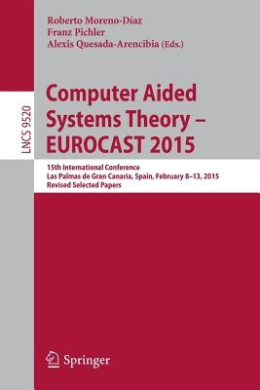 Roberto Moreno-Díaz
Franz Pichler
Alexis Quesada-Arencibia (Eds.)
LNCS 9520
Computer Aided
Systems Theory –
EUROCAST 2015
15th International Conference
Las Palmas de Gran Canaria, Spain, February 8–13, 2015
Revised Selected Papers
Springer